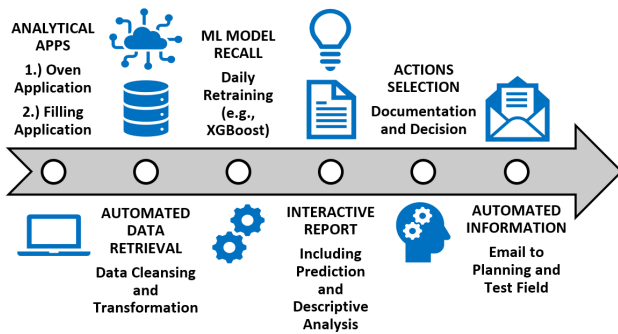 ANALYTICAL
APPS
1.) Oven
Application
2.) Filling
Application
AUTOMATED
DATA
RETRIEVAL
Data Cleansing
and
Transformation
ML MODEL
RECALL
Daily
Retraining
(e.g.,
XGBoost)
INTERACTIVE
REPORT
Including
Prediction
and
Descriptive
Analysis
ACTIONS
SELECTION
Documentation
and Decision
AUTOMATED
INFORMATION
Email to
Planning and
Test Field